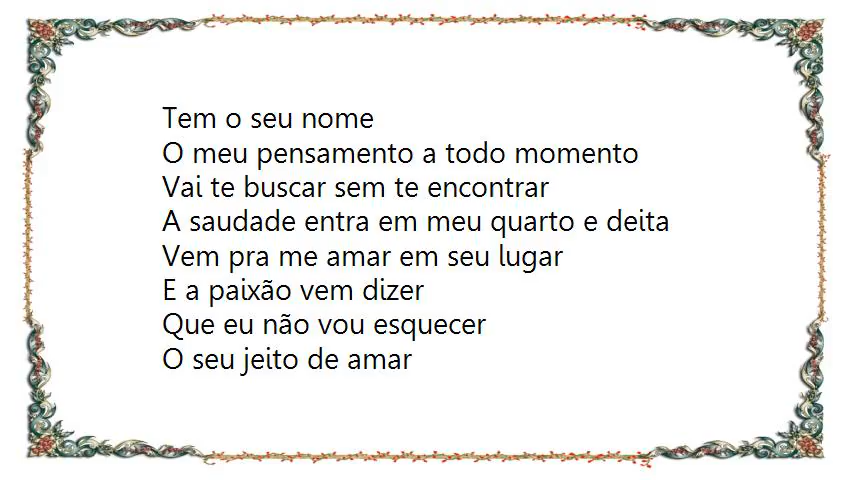 Tem o seu nome
O meu pensamento a todo momento
Vai te buscar sem te encontrar
A saudade entra em meu quarto e deita
Vem pra me amar em seu lugar
E a paixão vem dizer
Que eu não vou esquecer
O seu jeito de amar